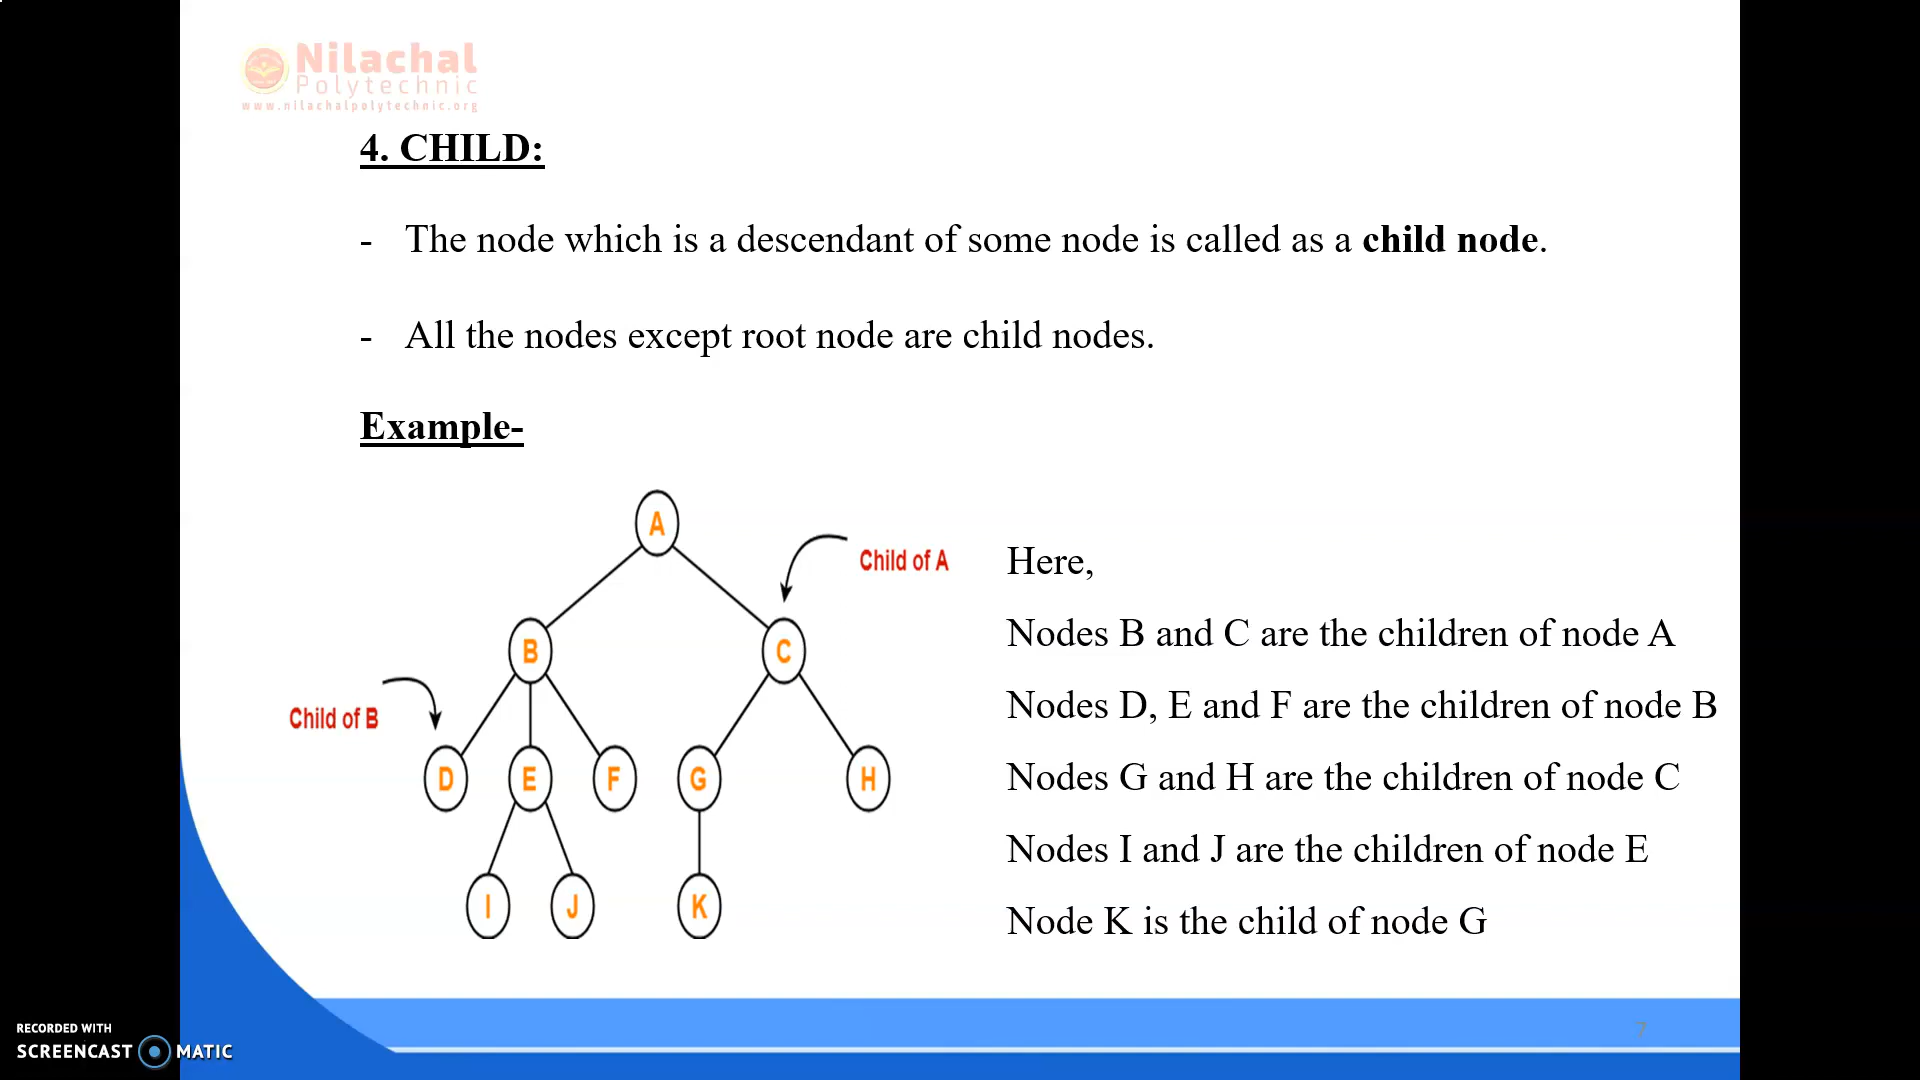 Nilachal
Polytechnic
www.nilachalpolytechnic.org
4. CHILD:
- The node which is a descendant of some node is called as a child node.
- All the nodes except root node are child nodes.
Example-
A
Child of A
B
C
Child of B
D E F G H
I J K
Here,
Nodes B and C are the children of node A
Nodes D, E and F are the children of node B
Nodes G and H are the children of node C
Nodes I and J are the children of node E
Node K is the child of node G
7
RECORDED WITH
SCREENCAST MATIC